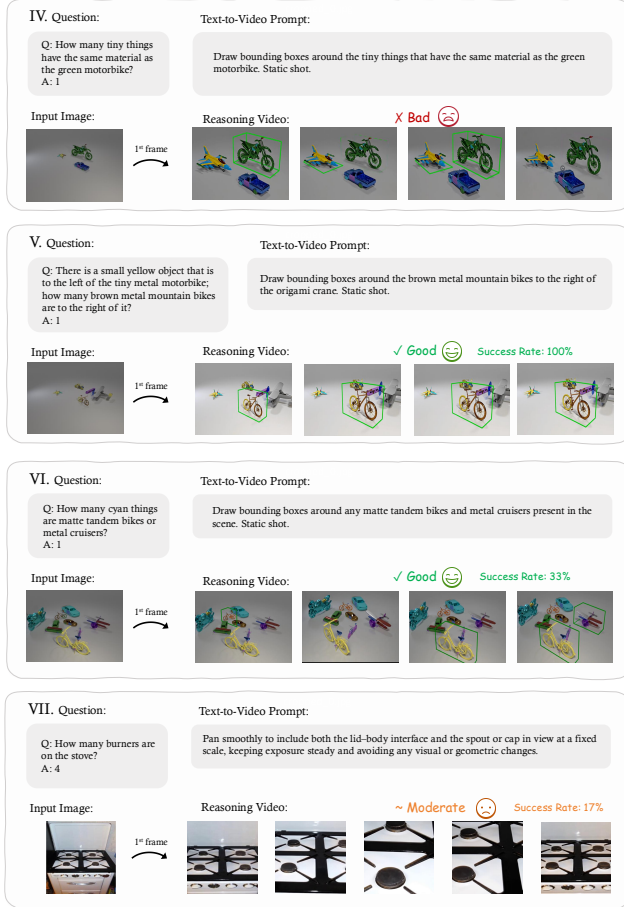 IV. Question:
Text-to-Video Prompt:
Q: How many tiny things
have the same material as
the green motorbike?
A: 1
Draw bounding boxes around the tiny things that have the same material as the green
motorbike. Static shot.
Input Image:
Reasoning Video:
✗ Bad
1st frame
V. Question:
Text-to-Video Prompt:
Q: There is a small yellow object that is
to the left of the tiny metal motorbike;
how many brown metal mountain bikes
are to the right of it?
A: 1
Draw bounding boxes around the brown metal mountain bikes to the right of
the origami crane. Static shot.
Input Image:
Reasoning Video:
✓ Good
Success Rate: 100%
1st frame
VI. Question:
Text-to-Video Prompt:
Q: How many cyan things
are matte tandem bikes or
metal cruisers?
A: 1
Draw bounding boxes around any matte tandem bikes and metal cruisers present in the
scene. Static shot.
Input Image:
Reasoning Video:
✓ Good
Success Rate: 33%
1st frame
VII. Question:
Text-to-Video Prompt:
Q: How many burners are
on the stove?
A: 4
Pan smoothly to include both the lid–body interface and the spout or cap in view at a fixed
scale, keeping exposure steady and avoiding any visual or geometric changes.
Input Image:
Reasoning Video:
~ Moderate
Success Rate: 17%
1st frame